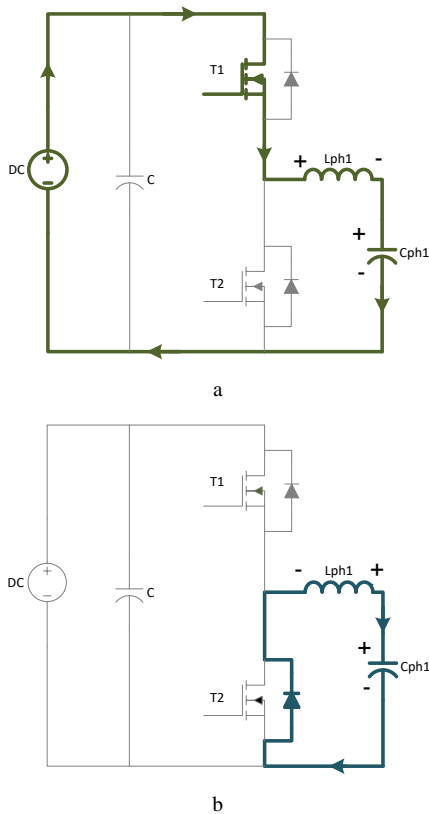 T1
+ Lph1 -
DC
+
-
C
+
Cph1
-
T2
a
T1
- Lph1 +
DC
+
-
C
+
Cph1
-
T2
b